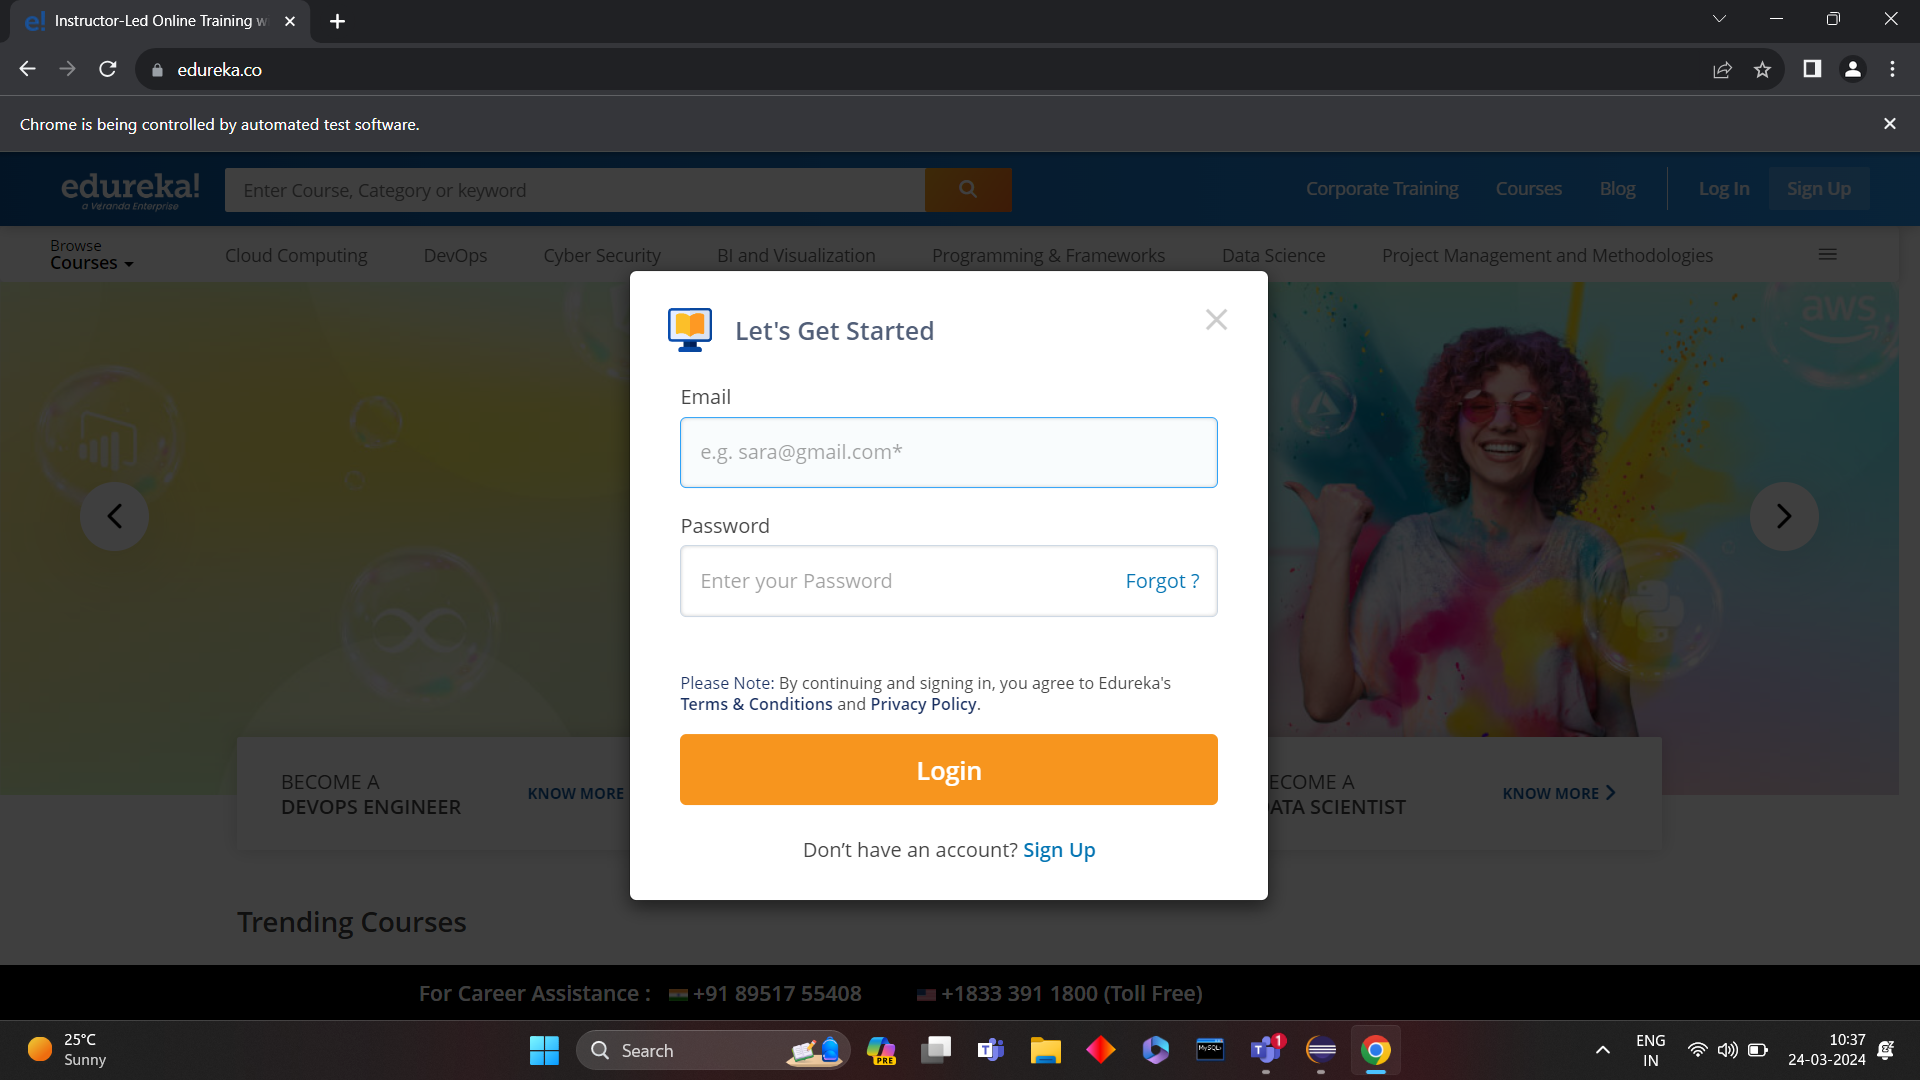 Instructor-Led Online Training w
edureka.co
Chrome is being controlled by automated test software.
edureka!
a Veranda Enterprise
Enter Course, Category or keyword
Corporate Training
Courses
Blog
Log In
Sign Up
Browse
Courses
Cloud Computing
DevOps
Cyber Security
BI and Visualization
Programming & Frameworks
Data Science
Project Management and Methodologies
aws
Let's Get Started
Email
e.g. sara@gmail.com*
Password
Enter your Password
Forgot ?
Please Note: By continuing and signing in, you agree to Edureka's
Terms & Conditions and Privacy Policy.
Login
Don’t have an account? Sign Up
BECOME A
DEVOPS ENGINEER
KNOW MORE
ECOME A
ATA SCIENTIST
KNOW MORE
Trending Courses
For Career Assistance : +91 89517 55408 +1833 391 1800 (Toll Free)
25°C
Sunny
Search
PRE
MySQL
1
ENG
IN
10:37
24-03-2024